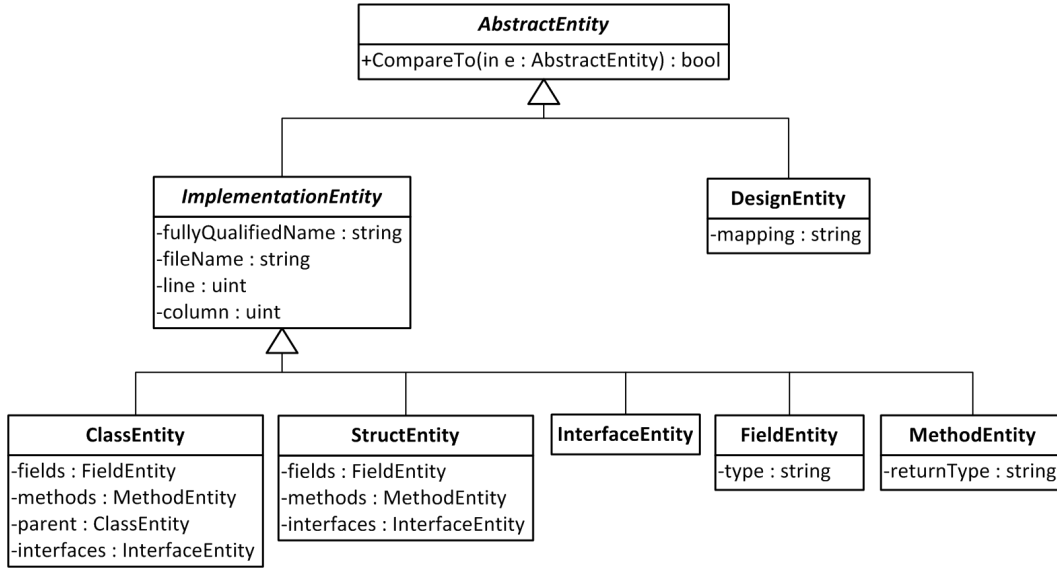 AbstractEntity
+CompareTo(in e : AbstractEntity) : bool
ImplementationEntity
-fullyQualifiedName : string
-fileName : string
-line : uint
-column : uint
DesignEntity
-mapping : string
ClassEntity
-fields : FieldEntity
-methods : MethodEntity
-parent : ClassEntity
-interfaces : InterfaceEntity
StructEntity
-fields : FieldEntity
-methods : MethodEntity
-interfaces : InterfaceEntity
InterfaceEntity
FieldEntity
-type : string
MethodEntity
-returnType : string